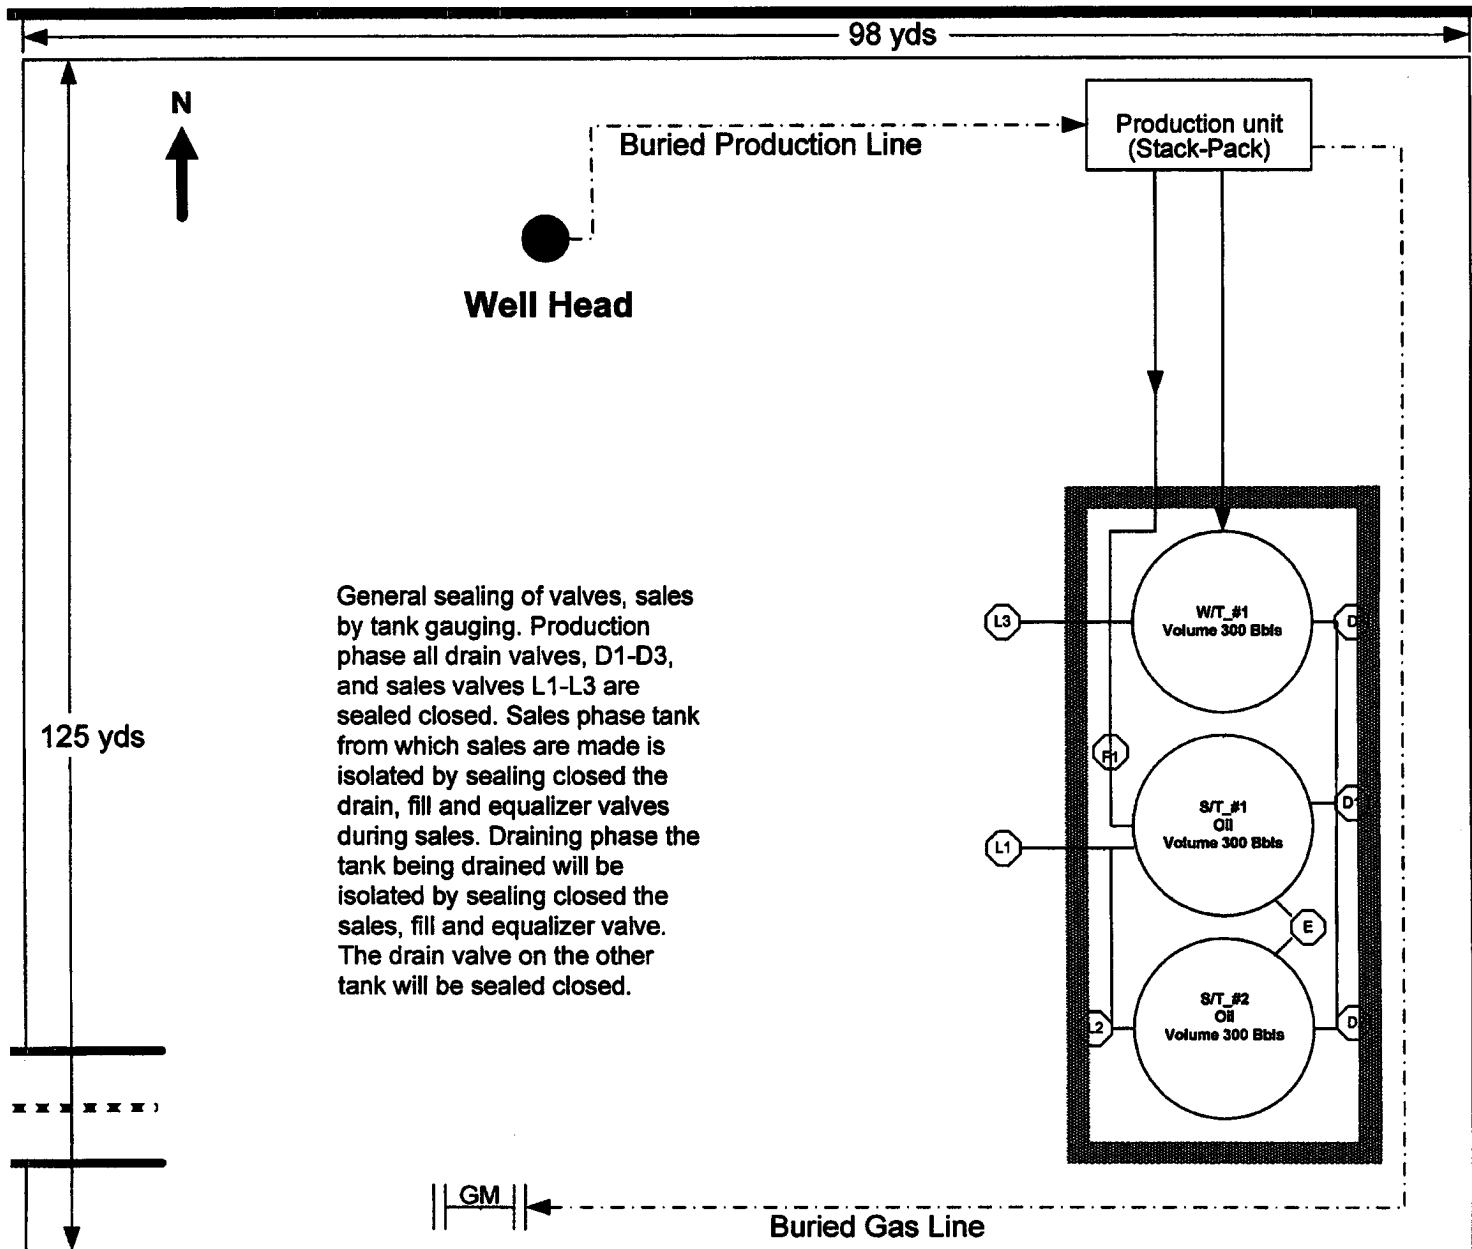 98 yds
N
Buried Production Line
Production unit
(Stack-Pack)
Well Head
General sealing of valves, sales
by tank gauging. Production
phase all drain valves, D1-D3,
and sales valves L1-L3 are
sealed closed. Sales phase tank
from which sales are made is
isolated by sealing closed the
drain, fill and equalizer valves
during sales. Draining phase the
tank being drained will be
isolated by sealing closed the
sales, fill and equalizer valve.
The drain valve on the other
tank will be sealed closed.
125 yds
L3
W/T_#1
Volume 300 Bbls
D
F1
S/T_#1
Oil
Volume 300 Bbls
D1
L1
E
S/T_#2
Oil
Volume 300 Bbls
L2
D
GM
Buried Gas Line